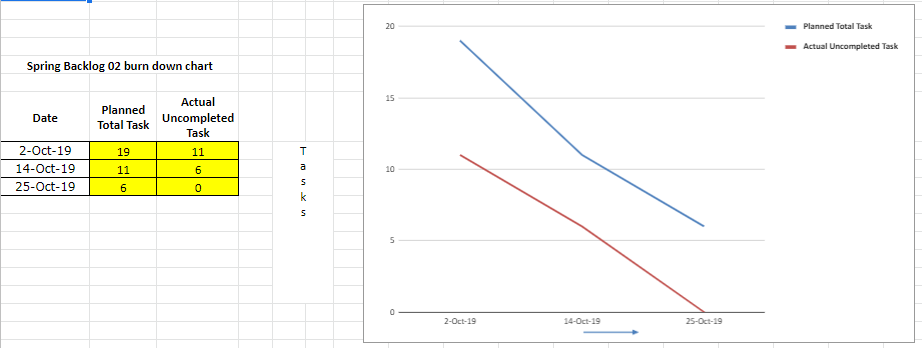 Spring Backlog 02 burn down chart
Date
Planned
Total Task
Actual
Uncompleted
Task
2-Oct-19 19 11
14-Oct-19 11 6
25-Oct-19 6 0
T
a
s
k
s
20
15
10
5
0
2-Oct-19 14-Oct-19 25-Oct-19
Planned Total Task
Actual Uncompleted Task